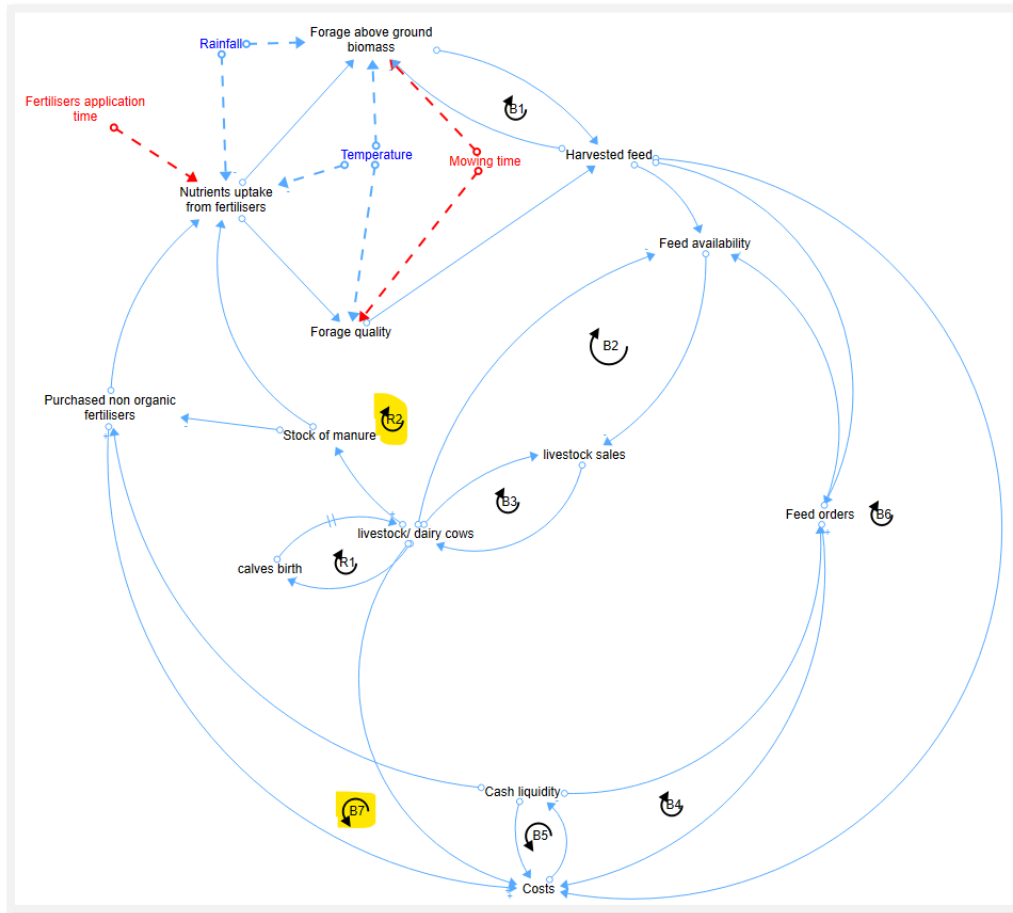 Forage above ground
biomass
Rainfall
B1
Fertilisers application
time
Temperature
Mowing time
Harvested feed
-
-
Nutrients uptake
from fertilisers
-
Feed availability
Forage quality
B2
Purchased non organic
fertilisers
+
-
Stock of manure
R2
-
livestock sales
B3
+
livestock/ dairy cows
Feed orders
+
B6
calves birth
R1
Cash liquidity
-
B7
B4
B5
Costs
+
+